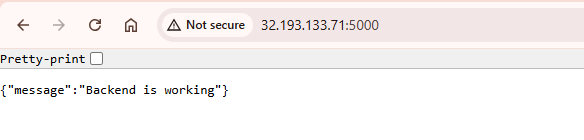 Not secure 32.193.133.71:5000
Pretty-print
{"message":"Backend is working"}